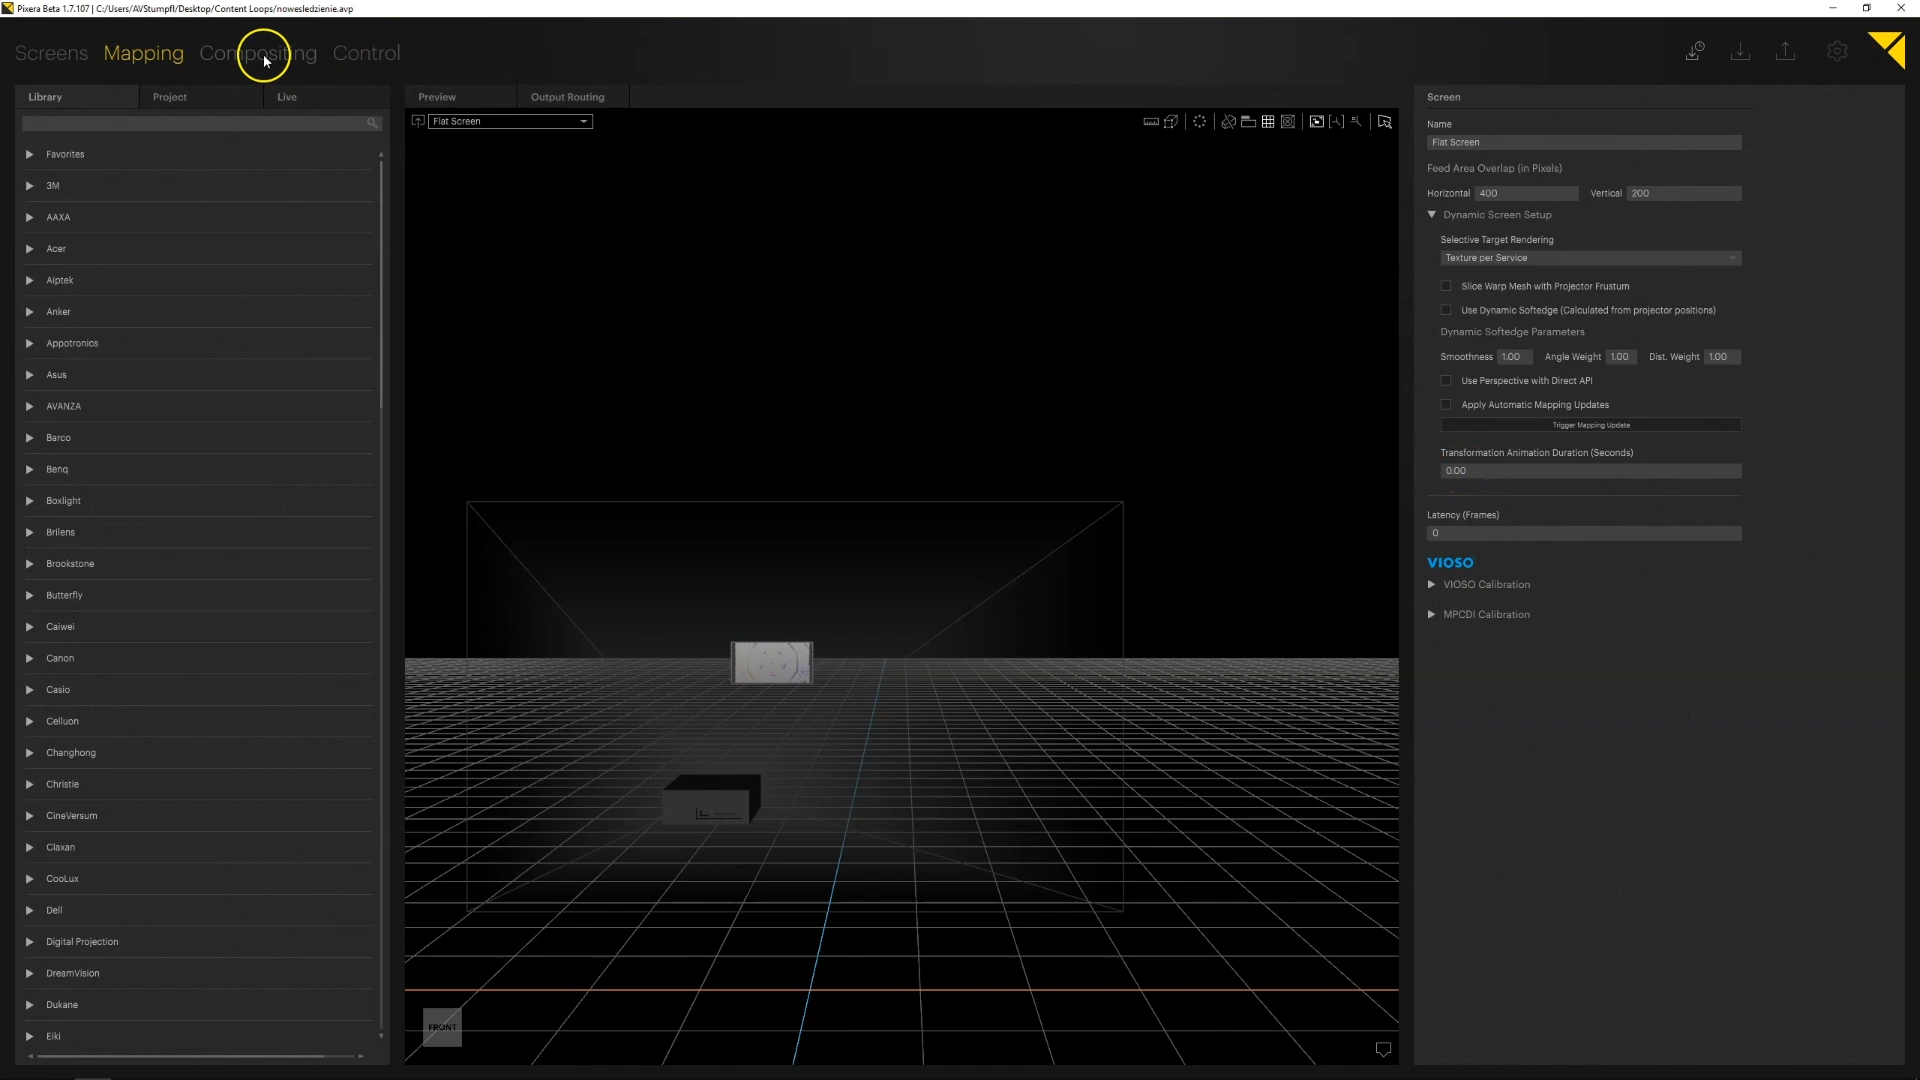 Pixera Beta 1.7.107 | C:/Users/AVStumpfl/Desktop/Content Loops/nowesledzienie.avp
Screens Mapping Compositing Control
Library Project Live
Preview Output Routing
Screen
Flat Screen
Name
Flat Screen
Feed Area Overlap (in Pixels)
Horizontal 400 Vertical 200
Dynamic Screen Setup
Selective Target Rendering
Texture per Service
Slice Warp Mesh with Projector Frustum
Use Dynamic Softedge (Calculated from projector positions)
Dynamic Softedge Parameters
Smoothness 1.00 Angle Weight 1.00 Dist. Weight 1.00
Use Perspective with Direct API
Apply Automatic Mapping Updates
Trigger Mapping Update
Transformation Animation Duration (Seconds)
0.00
Latency (Frames)
0
VIOSO
VIOSO Calibration
MPCDI Calibration
Favorites
3M
AAXA
Acer
Aiptek
Anker
Appotronics
Asus
AVANZA
Barco
Benq
Boxlight
Brilens
Brookstone
Butterfly
Caiwei
Canon
Casio
Celluon
Changhong
Christie
CineVersum
Claxan
CooLux
Dell
Digital Projection
DreamVision
Dukane
Eiki
FRONT